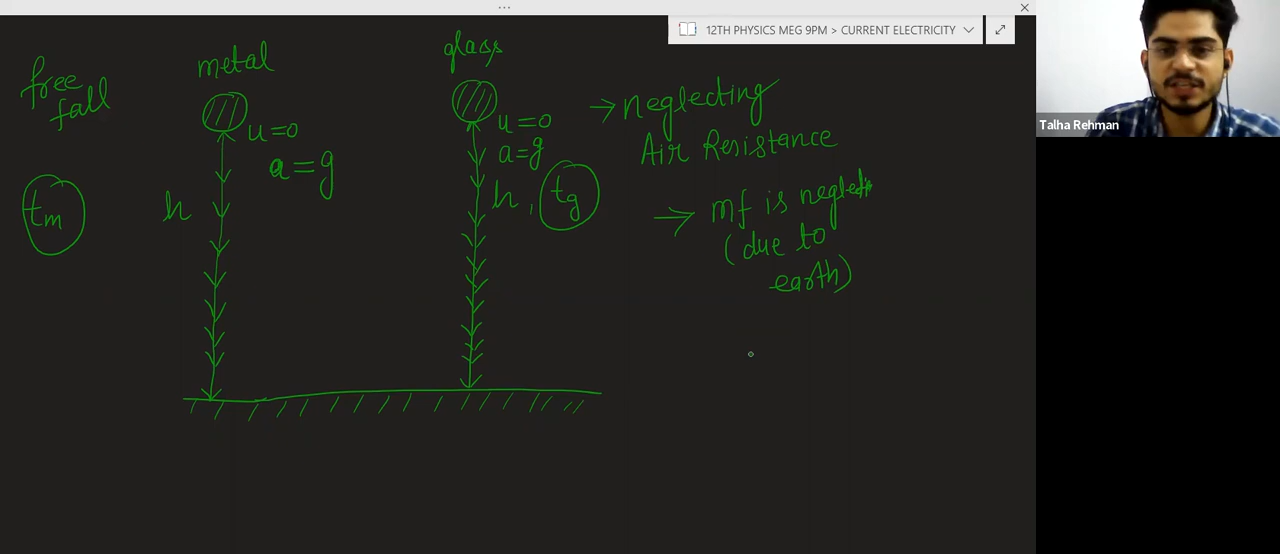 12TH PHYSICS MEG 9PM > CURRENT ELECTRICITY
Talha Rehman
free
fall
metal
u=0
a=g
h
tm
glass
u=0
a=g
h, tg
→ neglecting
Air Resistance
→ mf is neglect
(due to
earth)